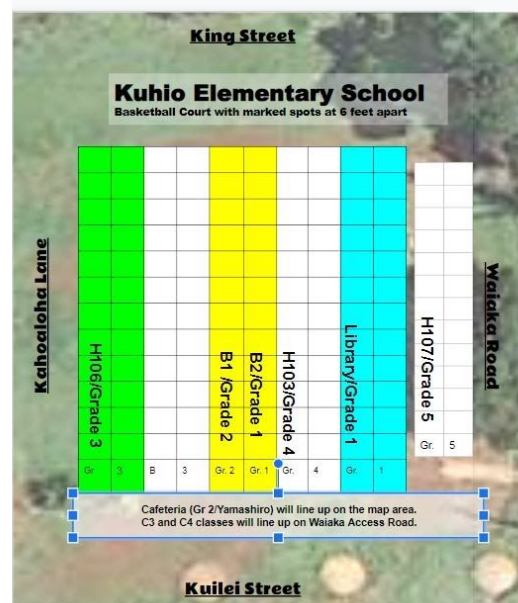 King Street
Kuhio Elementary School
Basketball Court with marked spots at 6 feet apart
Kahoaloha Lane
H106/Grade 3
B1 /Grade 2
B2/Grade 1
H103/Grade 4
Library/Grade 1
H107/Grade 5
Waiaka Road
Gr 3 B 3 Gr. 2 Gr. 1 Gr. 4 Gr. 1
Gr. 5
Cafeteria (Gr 2/Yamashiro) will line up on the map area.
C3 and C4 classes will line up on Waiaka Access Road.
Kuilei Street